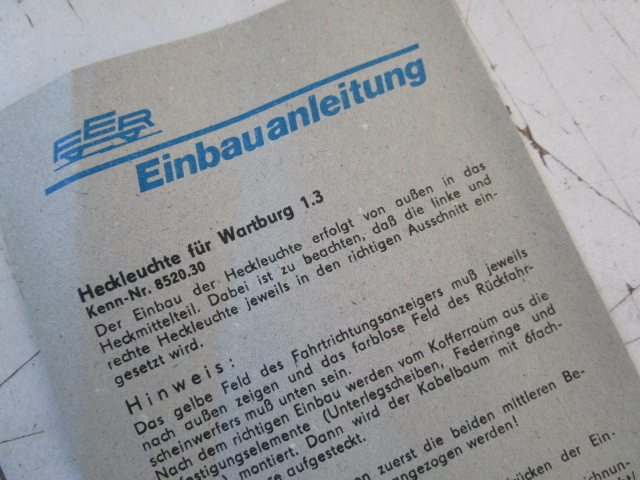 FER
Einbauanleitung
Heckleuchte für Wartburg 1.3
Kenn-Nr. 8520.30
Der Einbau der Heckleuchte erfolgt von außen in das
Heckmittelteil. Dabei ist zu beachten, daß die linke und
rechte Heckleuchte jeweils in den richtigen Ausschnitt ein-
gesetzt wird.
Hinweis:
Das gelbe Feld des Fahrtrichtungsanzeigers muß jeweils
nach außen zeigen und das farblose Feld des Rückfahr-
scheinwerfers muß unten sein.
Nach dem richtigen Einbau werden vom Kofferraum aus die
festigungselemente (Unterlegscheiben, Federringe und
) montiert. Dann wird der Kabelbaum mit 6fach-
aufgesteckt.
zuerst die beiden mittleren Be-
angezogen werden!
drücken der Ein-